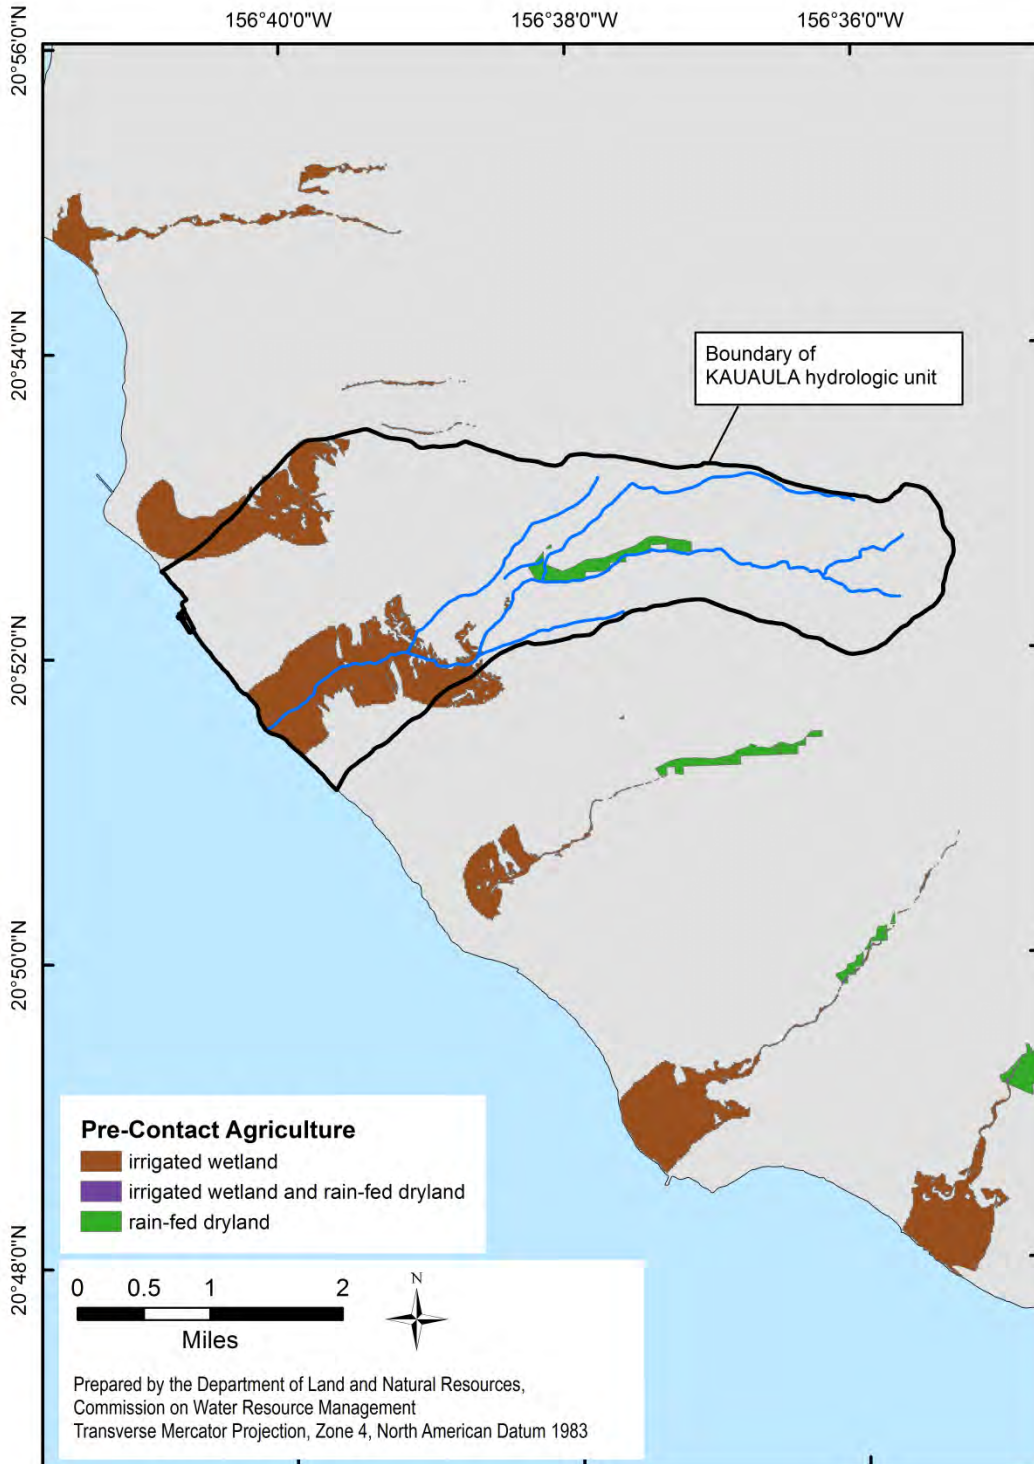 156°40'0"W
156°38'0"W
156°36'0"W
20°56'0"N
20°54'0"N
Boundary of
KAUAULA hydrologic unit
20°52'0"N
20°50'0"N
20°48'0"N
Pre-Contact Agriculture
irrigated wetland
irrigated wetland and rain-fed dryland
rain-fed dryland
0 0.5 1 2
Miles
N
Prepared by the Department of Land and Natural Resources,
Commission on Water Resource Management
Transverse Mercator Projection, Zone 4, North American Datum 1983